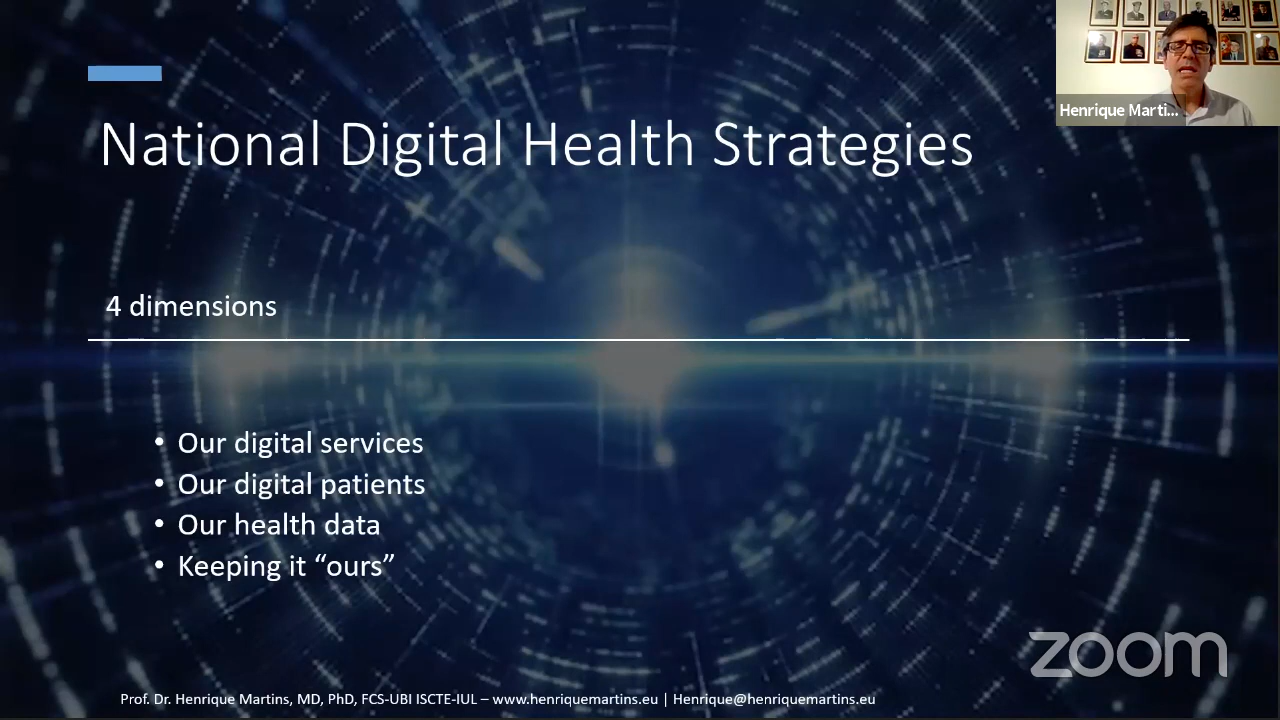 Henrique Marti...
National Digital Health Strategies
4 dimensions
• Our digital services
• Our digital patients
• Our health data
• Keeping it “ours”
zoom
Prof. Dr. Henrique Martins, MD, PhD, FCS-UBI ISCTE-IUL – www.henriquemartins.eu | Henrique@henriquemartins.eu